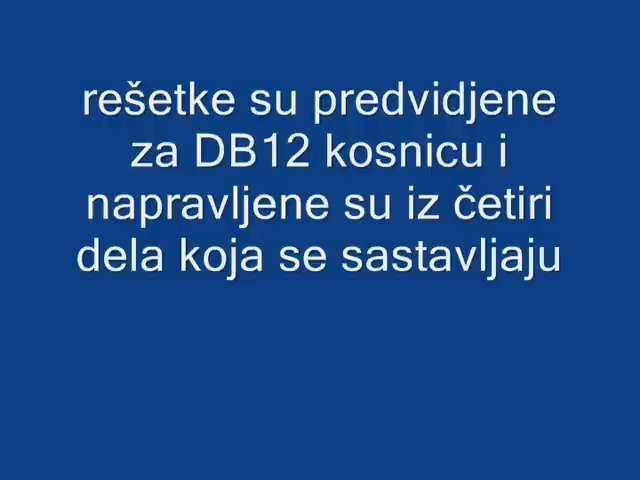 rešetke su predvidjene
za DB12 kosnicu i
napravljene su iz četiri
dela koja se sastavljaju